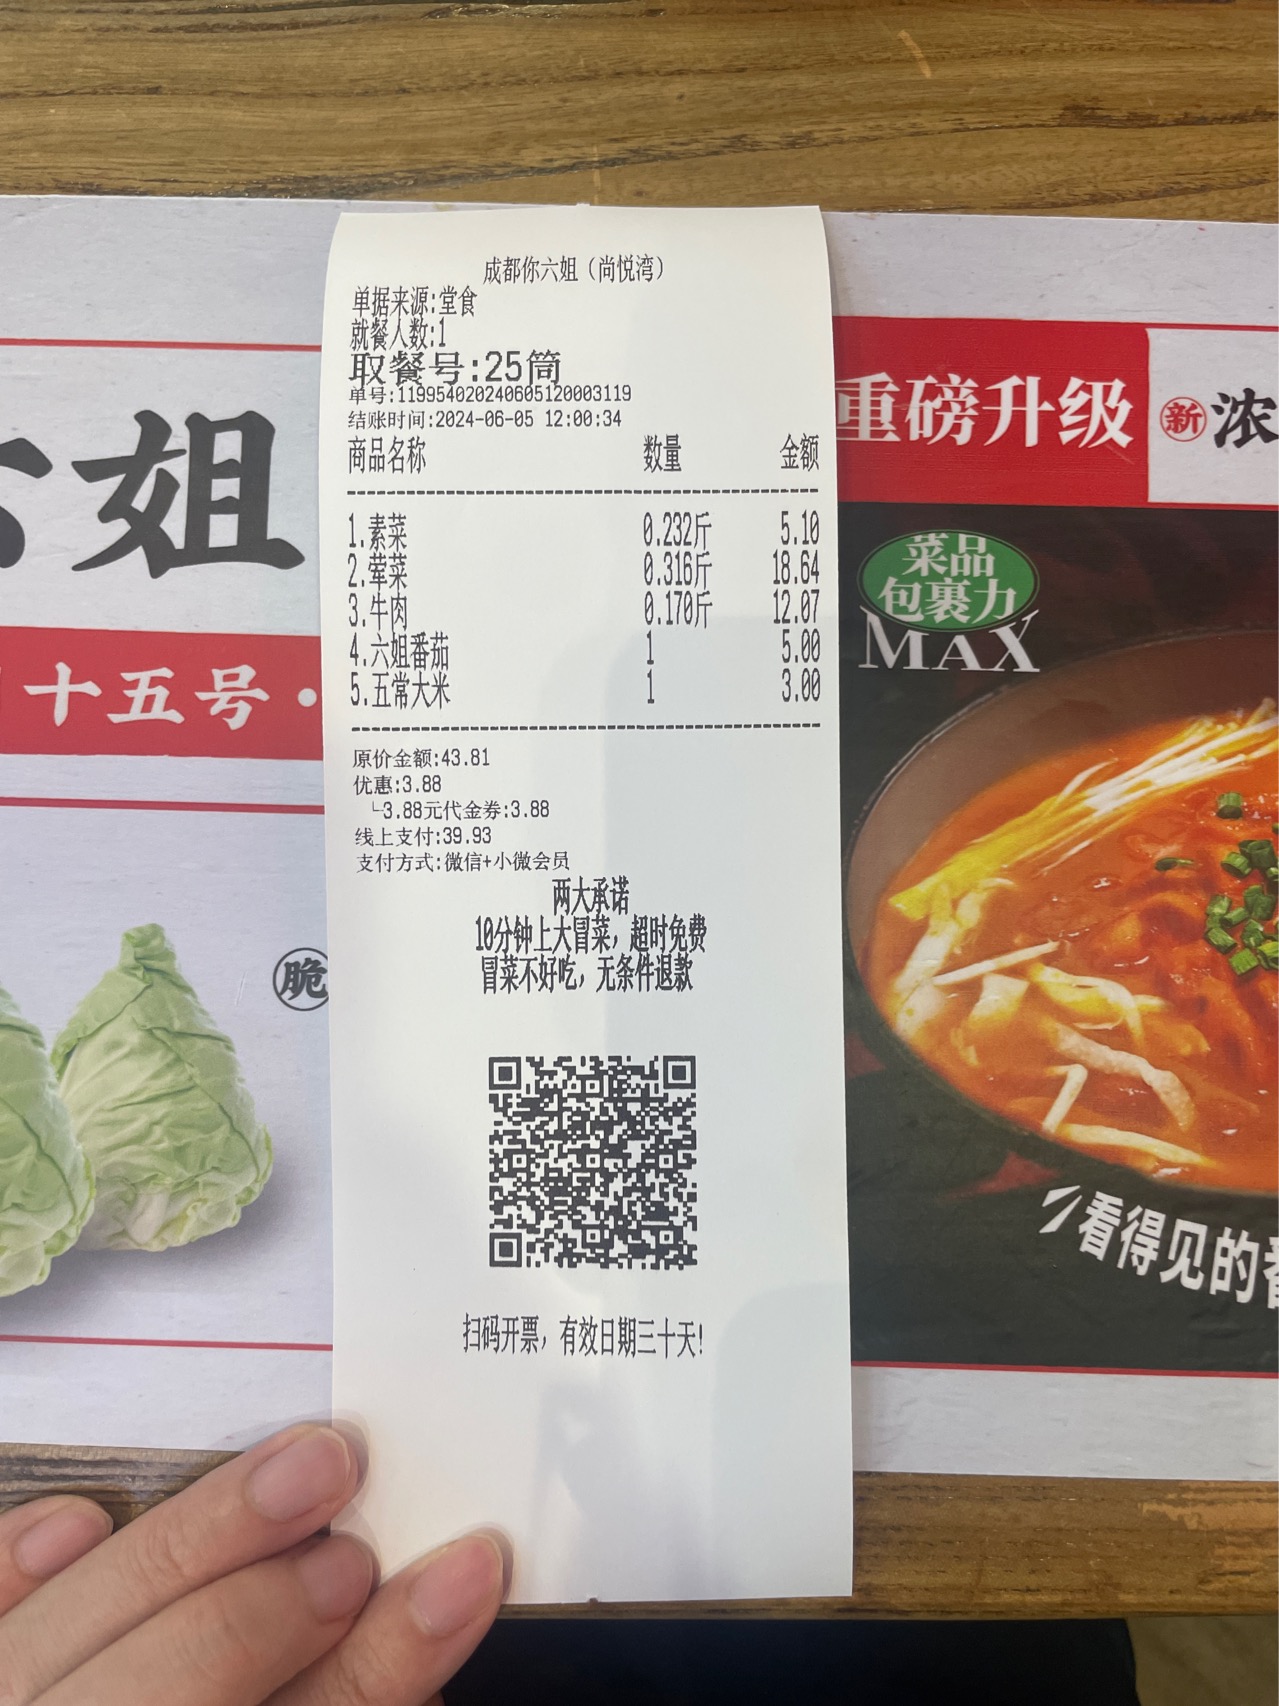 成都你六姐（尚悦湾）
单据来源:堂食
就餐人数:1
取餐号:25筒
单号:119954020240605120003119
结账时间:2024-06-05 12:00:34
商品名称 数量 金额
1.素菜 0.232斤 5.10
2.荤菜 0.316斤 18.64
3.牛肉 0.170斤 12.07
4.六姐番茄 1 5.00
5.五常大米 1 3.00
原价金额:43.81
优惠:3.88
└3.88元代金券:3.88
线上支付:39.93
支付方式:微信+小微会员
两大承诺
10分钟上大冒菜，超时免费
冒菜不好吃，无条件退款
扫码开票，有效日期三十天!
姐
十五号·
脆
重磅升级
新 浓
菜品
包裹力
MAX
看得见的